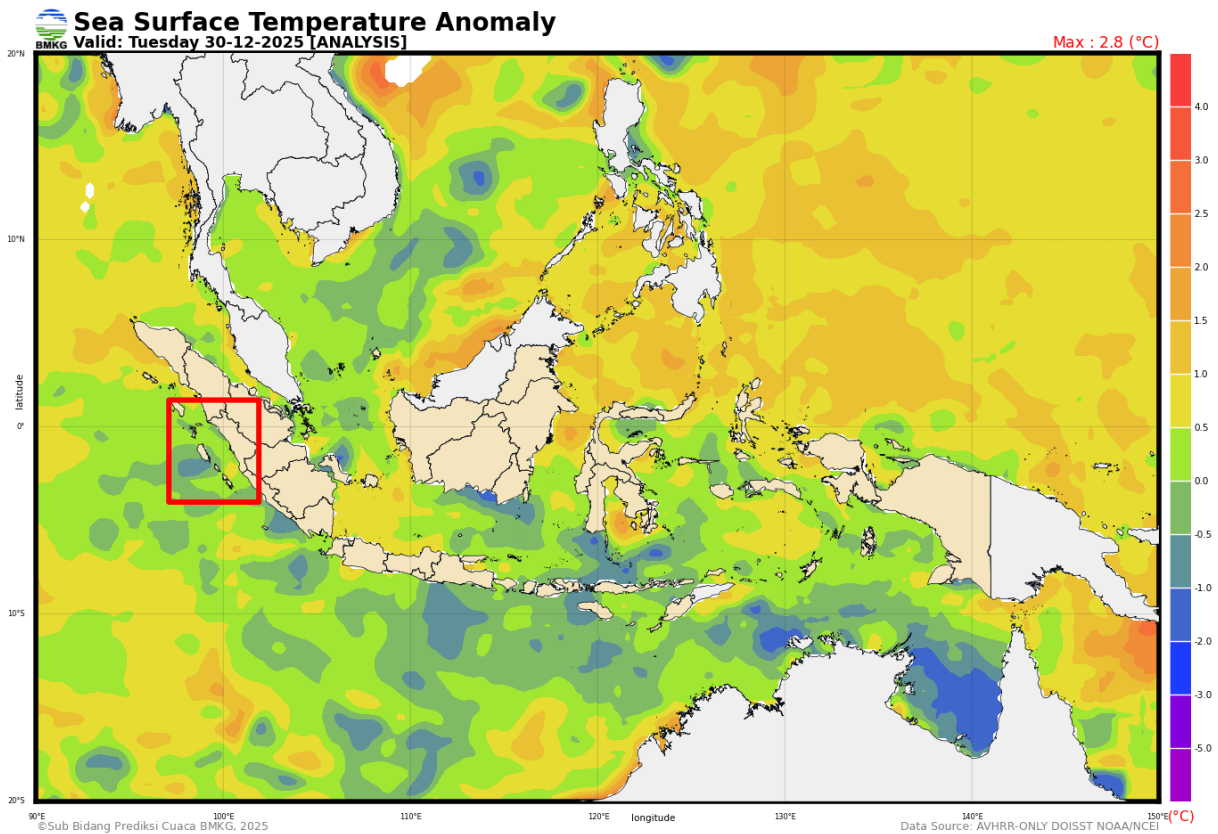 BMKG
Sea Surface Temperature Anomaly
Valid: Tuesday 30-12-2025 [ANALYSIS]
Max : 2.8 (°C)
20°N
10°N
0°
10°S
20°S
latitude
90°E
100°E
110°E
120°E
130°E
140°E
150°E
longitude
4.0
3.0
2.5
2.0
1.5
1.0
0.5
0.0
-0.5
-1.0
-2.0
-3.0
-5.0
(°C)
©Sub Bidang Prediksi Cuaca BMKG, 2025
Data Source: AVHRR-ONLY DOISST NOAA/NCEI